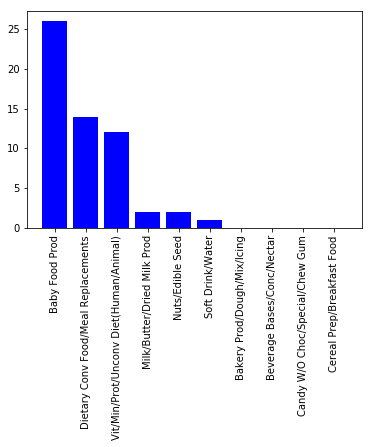 25
20
15
10
5
0
Baby Food Prod
Dietary Conv Food/Meal Replacements
Vit/Min/Prot/Unconv Diet(Human/Animal)
Milk/Butter/Dried Milk Prod
Nuts/Edible Seed
Soft Drink/Water
Bakery Prod/Dough/Mix/Icing
Beverage Bases/Conc/Nectar
Candy W/O Choc/Special/Chew Gum
Cereal Prep/Breakfast Food